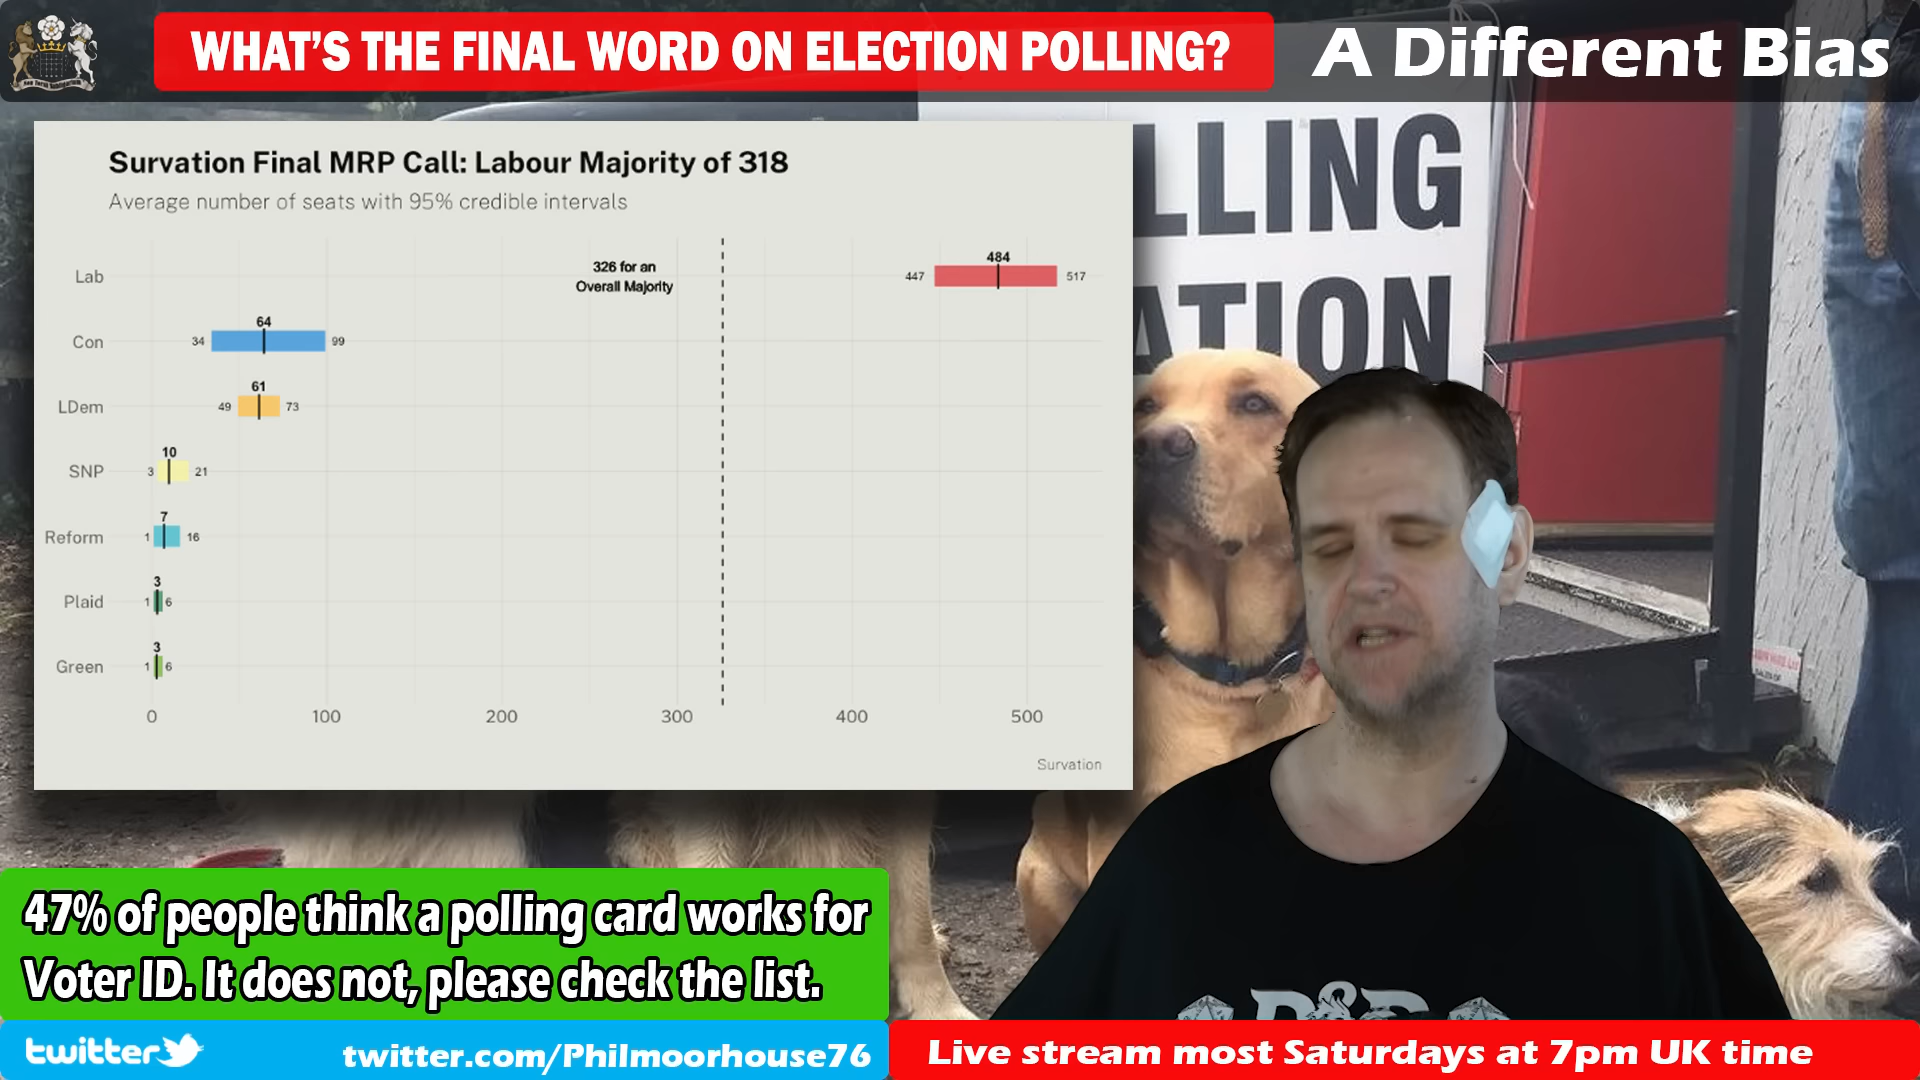 WHAT'S THE FINAL WORD ON ELECTION POLLING?
A Different Bias
Survation Final MRP Call: Labour Majority of 318
Average number of seats with 95% credible intervals
326 for an
Overall Majority
Lab 447 484 517
Con 34 64 99
LDem 49 61 73
SNP 3 10 21
Reform 1 7 16
Plaid 1 3 6
Green 1 3 6
0 100 200 300 400 500
Survation
LLING
ATION
D&D
47% of people think a polling card works for
Voter ID. It does not, please check the list.
twitter
twitter.com/Philmoorhouse76
Live stream most Saturdays at 7pm UK time